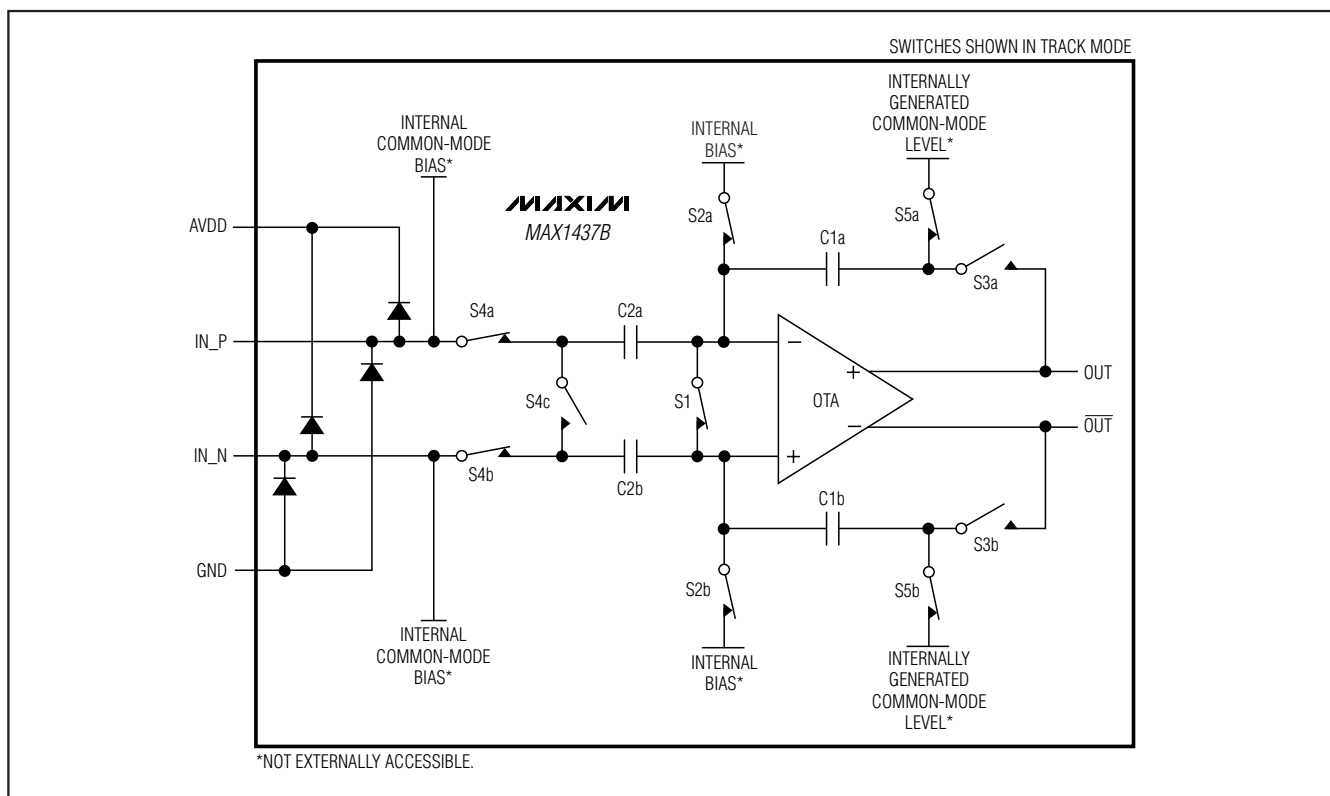 SWITCHES SHOWN IN TRACK MODE
INTERNALLY
GENERATED
COMMON-MODE
LEVEL*
INTERNAL
COMMON-MODE
BIAS*
INTERNAL
BIAS*
MAXIM
MAX1437B
AVDD
S2a
S5a
C1a
S3a
S4a
C2a
IN_P
−
+
OUT
S4c
S1
OTA
−
OUT
IN_N
+
S4b
C2b
C1b
S3b
GND
S2b
S5b
INTERNAL
COMMON-MODE
BIAS*
INTERNAL
BIAS*
INTERNALLY
GENERATED
COMMON-MODE
LEVEL*
*NOT EXTERNALLY ACCESSIBLE.